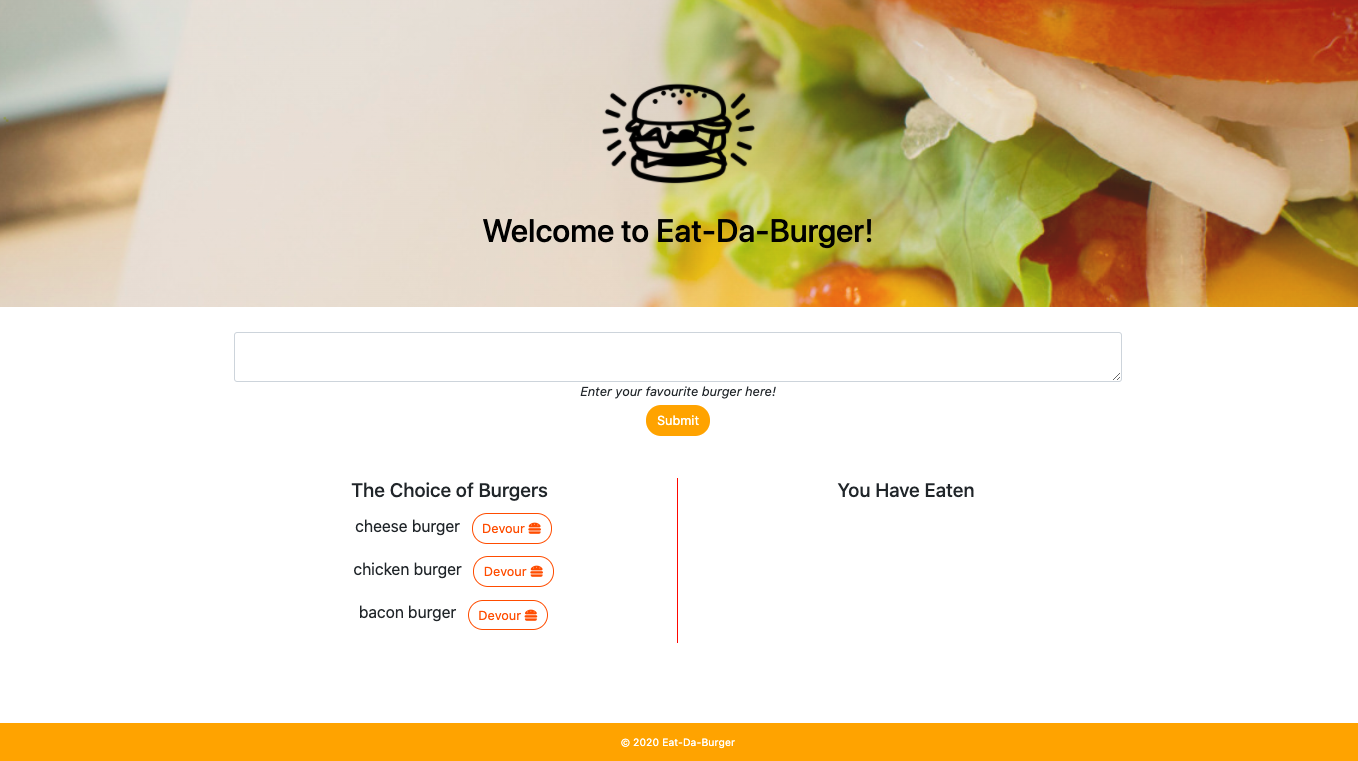 Welcome to Eat-Da-Burger!
Enter your favourite burger here!
Submit
The Choice of Burgers
cheese burger Devour
chicken burger Devour
bacon burger Devour
You Have Eaten
© 2020 Eat-Da-Burger